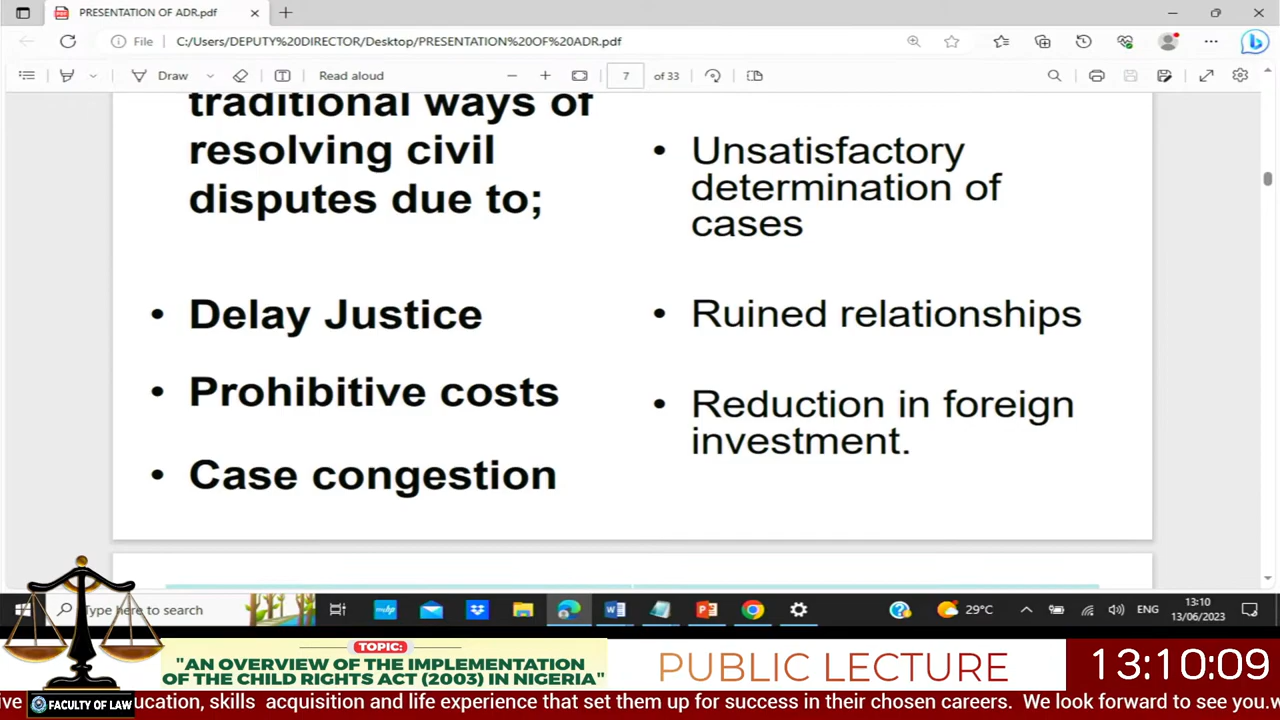 PRESENTATION OF ADR.pdf
File
C:/Users/DEPUTY%20DIRECTOR/Desktop/PRESENTATION%20OF%20ADR.pdf
Draw
Read aloud
7
of 33
traditional ways of
resolving civil
disputes due to;
• Delay Justice
• Prohibitive costs
• Case congestion
• Unsatisfactory
determination of
cases
• Ruined relationships
• Reduction in foreign
investment.
Type here to search
29°C
ENG
13:10
13/06/2023
TOPIC:
"AN OVERVIEW OF THE IMPLEMENTATION
OF THE CHILD RIGHTS ACT (2003) IN NIGERIA"
PUBLIC LECTURE
13:10:09
FACULTY OF LAW
ucation, skills acquisition and life experience that set them up for success in their chosen careers. We look forward to see you.w